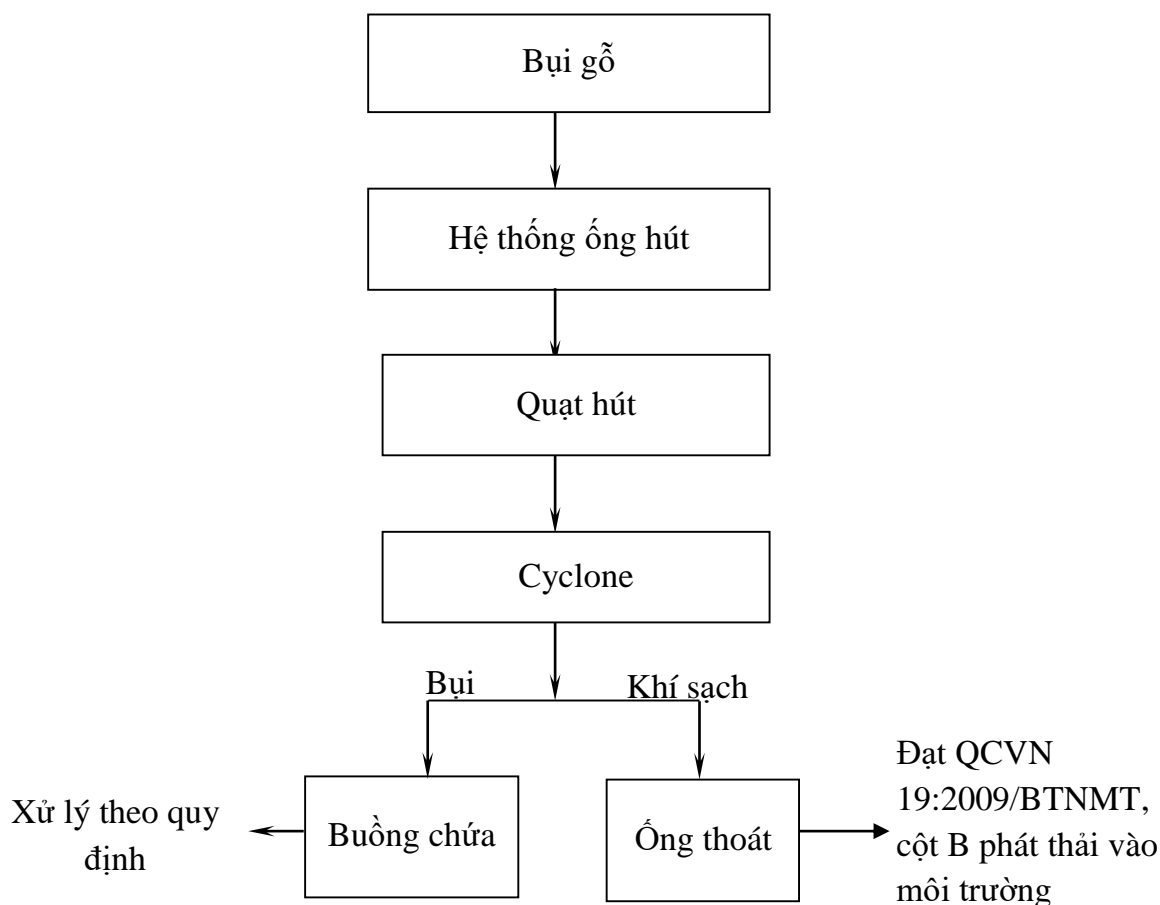 Bụi gỗ
Hệ thống ống hút
Quạt hút
Cyclone
Bụi
Khí sạch
Xử lý theo quy
định
Buồng chứa
Ống thoát
Đạt QCVN
19:2009/BTNMT,
cột B phát thải vào
môi trường